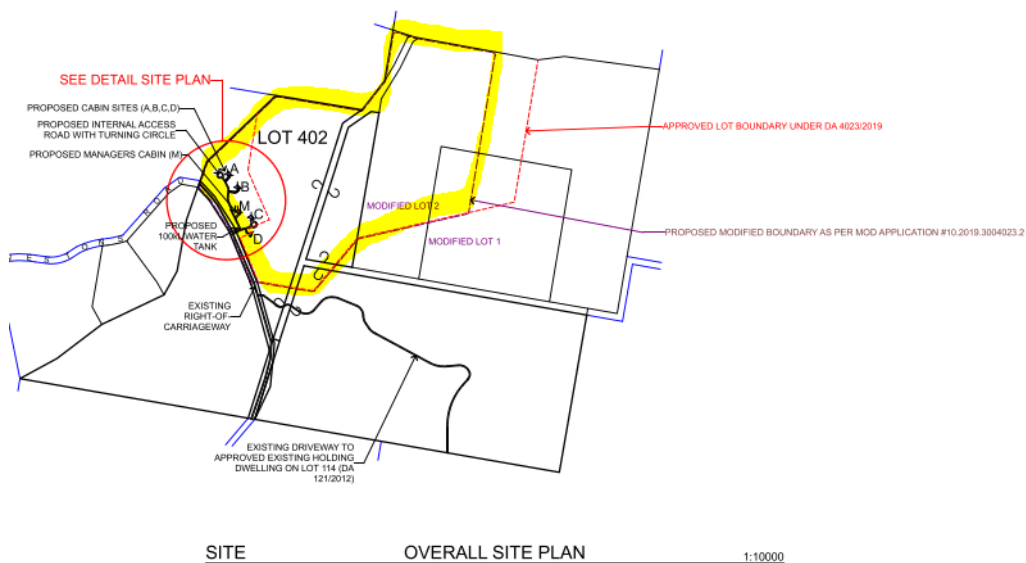 SEE DETAIL SITE PLAN
PROPOSED CABIN SITES (A,B,C,D)
PROPOSED INTERNAL ACCESS
ROAD WITH TURNING CIRCLE
PROPOSED MANAGERS CABIN (M)
LOT 402
A
B
M
C
D
PROPOSED
100kL WATER
TANK
ROAD
APPROVED LOT BOUNDARY UNDER DA 4023/2019
MODIFIED LOT 2
MODIFIED LOT 1
PROPOSED MODIFIED BOUNDARY AS PER MOD APPLICATION #10.2019.3004023.2
EXISTING
RIGHT-OF
CARRIAGEWAY
EXISTING DRIVEWAY TO
APPROVED EXISTING HOLDING
DWELLING ON LOT 114 (DA
121/2012)
SITE
OVERALL SITE PLAN
1:10000